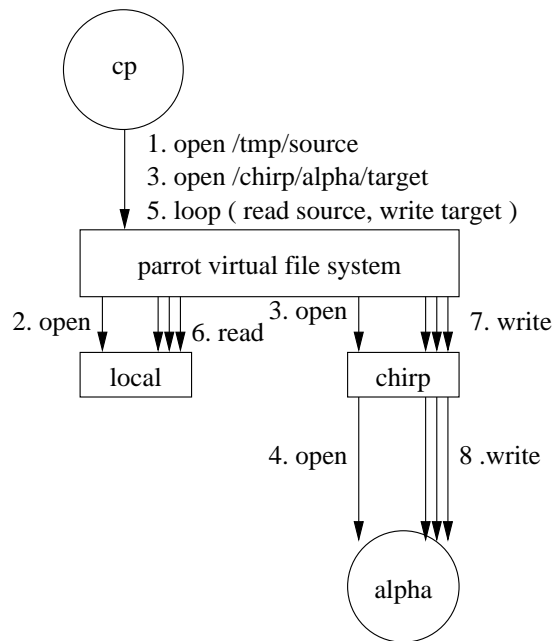 cp
1. open /tmp/source
3. open /chirp/alpha/target
5. loop ( read source, write target )
parrot virtual file system
2. open
6. read
3. open
7. write
local
chirp
4. open
8 .write
alpha